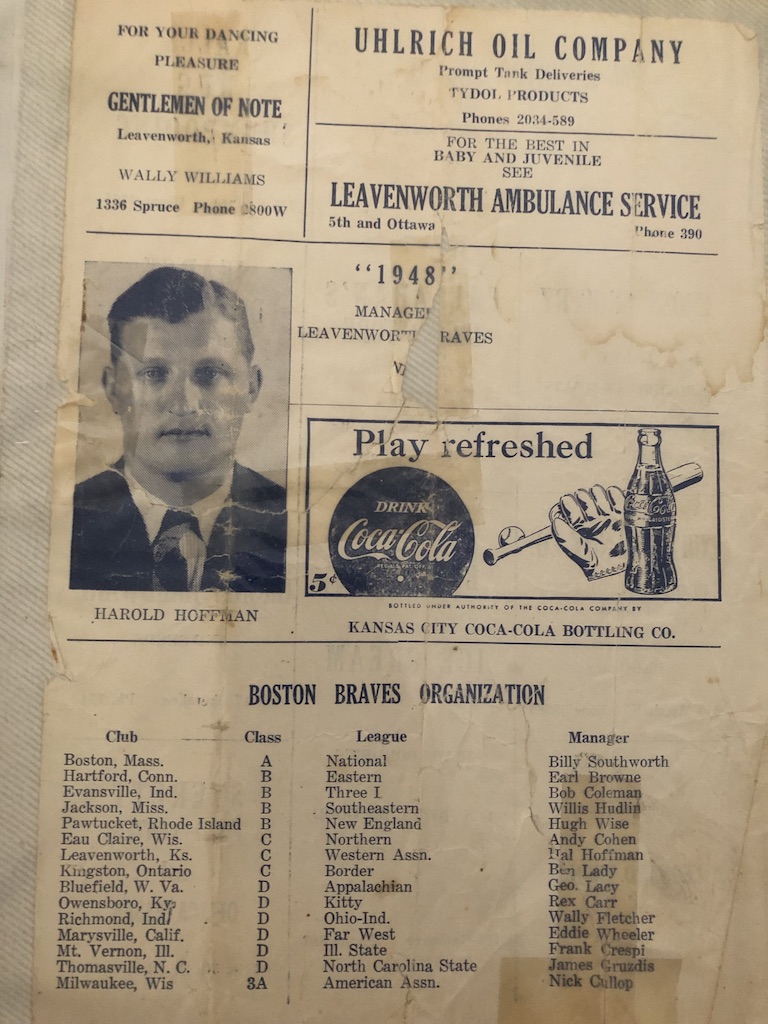 FOR YOUR DANCING
PLEASURE
GENTLEMEN OF NOTE
Leavenworth, Kansas
WALLY WILLIAMS
1336 Spruce Phone 2800W
UHLRICH OIL COMPANY
Prompt Tank Deliveries
TYDOL PRODUCTS
Phones 2034-589
FOR THE BEST IN
BABY AND JUVENILE
SEE
LEAVENWORTH AMBULANCE SERVICE
5th and Ottawa Phone 390
"1948"
MANAGER
LEAVENWORTH BRAVES
HAROLD HOFFMAN
Play refreshed
DRINK
Coca-Cola
5¢
Coca-Cola
BOTTLED UNDER AUTHORITY OF THE COCA-COLA COMPANY BY
KANSAS CITY COCA-COLA BOTTLING CO.
BOSTON BRAVES ORGANIZATION
Club Class League Manager
Boston, Mass. A National Billy Southworth
Hartford, Conn. B Eastern Earl Browne
Evansville, Ind. B Three I Bob Coleman
Jackson, Miss. B Southeastern Willis Hudlin
Pawtucket, Rhode Island B New England Hugh Wise
Eau Claire, Wis. C Northern Andy Cohen
Leavenworth, Ks. C Western Assn. Hal Hoffman
Kingston, Ontario C Border Ben Lady
Bluefield, W. Va. D Appalachian Geo. Lacy
Owensboro, Ky. D Kitty Rex Carr
Richmond, Ind. D Ohio-Ind. Wally Fletcher
Marysville, Calif. D Far West Eddie Wheeler
Mt. Vernon, Ill. D Ill. State Frank Crespi
Thomasville, N. C. D North Carolina State James Gruzdis
Milwaukee, Wis 3A American Assn. Nick Cullop